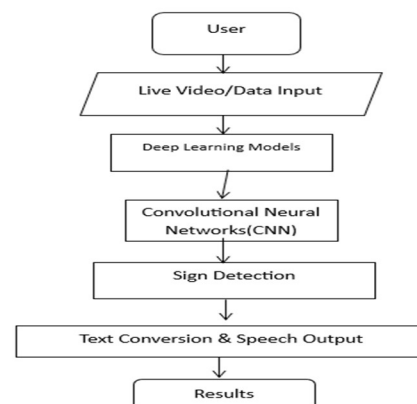 User
Live Video/Data Input
Deep Learning Models
Convolutional Neural
Networks(CNN)
Sign Detection
Text Conversion & Speech Output
Results